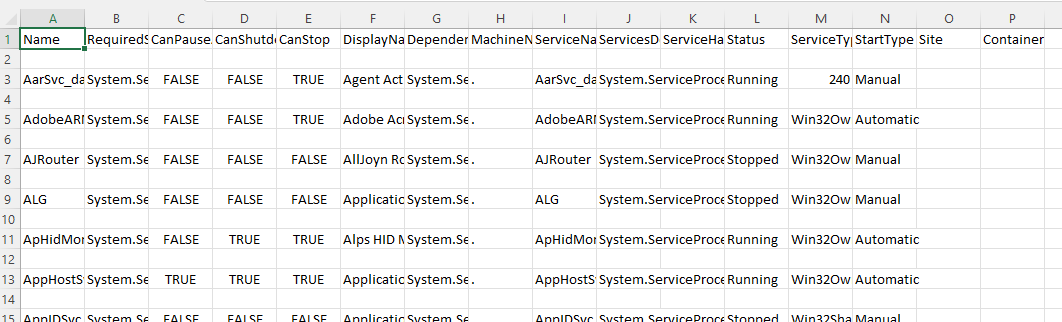 A B C D E F G H I J K L M N O P
1 Name RequiredS CanPause CanShutdo CanStop DisplayNa Depender MachineN ServiceNa ServicesD ServiceHa Status ServiceTyp StartType Site Container
2
3 AarSvc_da System.Se FALSE FALSE TRUE Agent Act System.Se . AarSvc_da System.ServiceProce Running 240 Manual
4
5 AdobeARM System.Se FALSE FALSE TRUE Adobe Acr System.Se . AdobeARM System.ServiceProce Running Win32Ow Automatic
6
7 AJRouter System.Se FALSE FALSE FALSE AllJoyn Ro System.Se . AJRouter System.ServiceProce Stopped Win32Ow Manual
8
9 ALG System.Se FALSE FALSE FALSE Applicatic System.Se . ALG System.ServiceProce Stopped Win32Ow Manual
10
11 ApHidMor System.Se FALSE TRUE TRUE Alps HID M System.Se . ApHidMor System.ServiceProce Running Win32Ow Automatic
12
13 AppHostS System.Se TRUE TRUE TRUE Applicatic System.Se . AppHostS System.ServiceProce Running Win32Ow Automatic
14
15 AppIDSvc System.Se FALSE FALSE FALSE Applicatic System.Se . AppIDSvc System.ServiceProce Stopped Win32Sha Manual